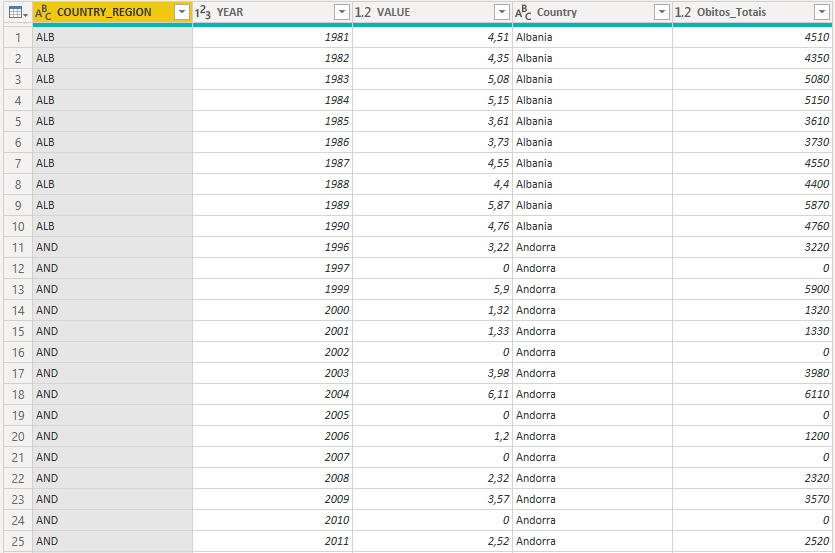 ABC COUNTRY_REGION 123 YEAR 1.2 VALUE ABC Country 1.2 Obitos_Totais
1 ALB 1981 4,51 Albania 4510
2 ALB 1982 4,35 Albania 4350
3 ALB 1983 5,08 Albania 5080
4 ALB 1984 5,15 Albania 5150
5 ALB 1985 3,61 Albania 3610
6 ALB 1986 3,73 Albania 3730
7 ALB 1987 4,55 Albania 4550
8 ALB 1988 4,4 Albania 4400
9 ALB 1989 5,87 Albania 5870
10 ALB 1990 4,76 Albania 4760
11 AND 1996 3,22 Andorra 3220
12 AND 1997 0 Andorra 0
13 AND 1999 5,9 Andorra 5900
14 AND 2000 1,32 Andorra 1320
15 AND 2001 1,33 Andorra 1330
16 AND 2002 0 Andorra 0
17 AND 2003 3,98 Andorra 3980
18 AND 2004 6,11 Andorra 6110
19 AND 2005 0 Andorra 0
20 AND 2006 1,2 Andorra 1200
21 AND 2007 0 Andorra 0
22 AND 2008 2,32 Andorra 2320
23 AND 2009 3,57 Andorra 3570
24 AND 2010 0 Andorra 0
25 AND 2011 2,52 Andorra 2520